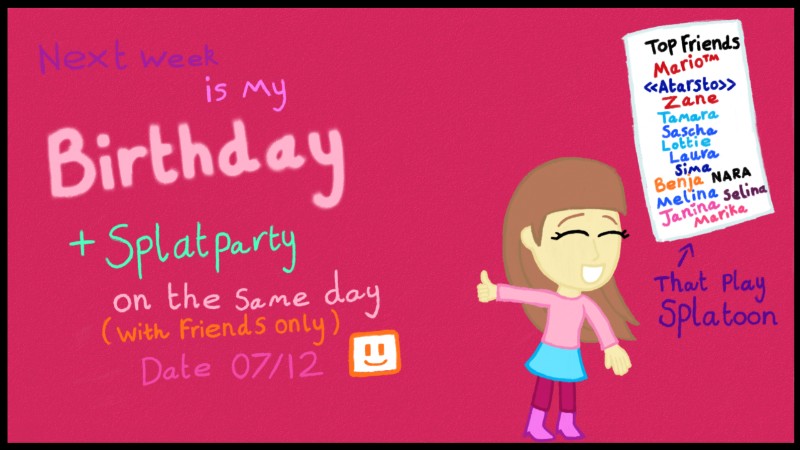 Next week
is my
Birthday
+ Splatparty
on the same day
(with Friends only)
Date 07/12
Top Friends
Mario™
<<Atarsto>>
Zane
Tamara
Sascha
Lottie
Laura
Sima
Benja NARA
Melina Selina
Janina
Marika
That Play
Splatoon